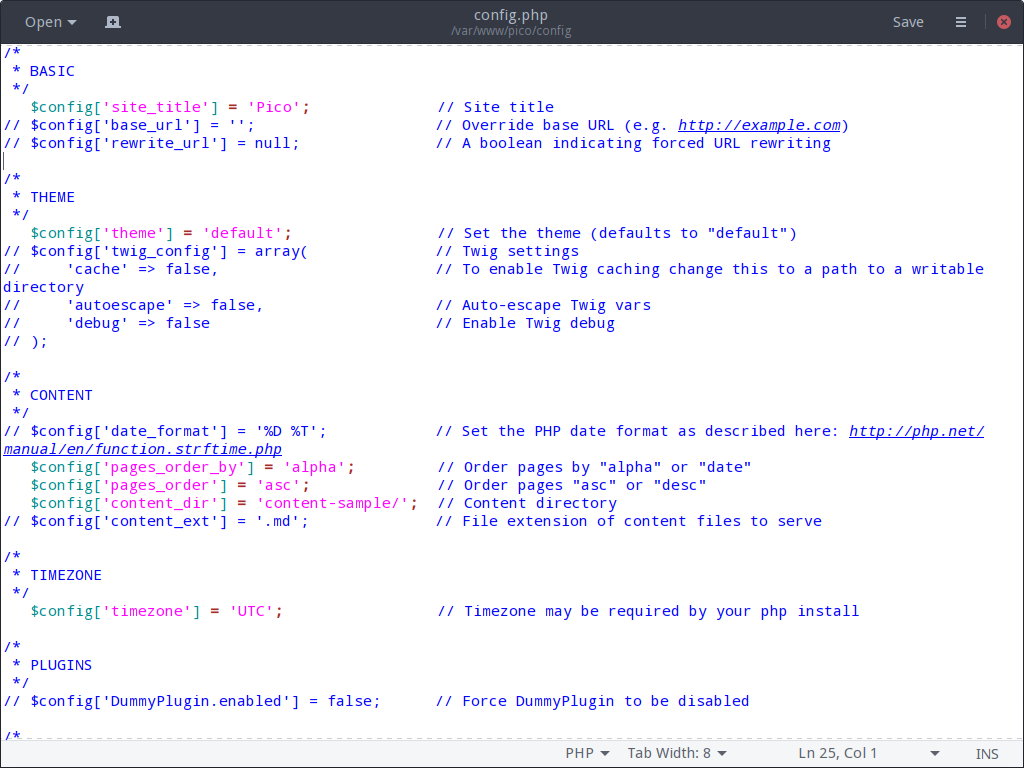 Open
config.php
/var/www/pico/config
Save
/*
 * BASIC
 */
   $config['site_title'] = 'Pico';              // Site title
// $config['base_url'] = '';                    // Override base URL (e.g. http://example.com)
// $config['rewrite_url'] = null;               // A boolean indicating forced URL rewriting

/*
 * THEME
 */
   $config['theme'] = 'default';                // Set the theme (defaults to "default")
// $config['twig_config'] = array(              // Twig settings
//     'cache' => false,                        // To enable Twig caching change this to a path to a writable
directory
//     'autoescape' => false,                   // Auto-escape Twig vars
//     'debug' => false                         // Enable Twig debug
// );

/*
 * CONTENT
 */
// $config['date_format'] = '%D %T';            // Set the PHP date format as described here: http://php.net/
manual/en/function.strftime.php
   $config['pages_order_by'] = 'alpha';         // Order pages by "alpha" or "date"
   $config['pages_order'] = 'asc';              // Order pages "asc" or "desc"
   $config['content_dir'] = 'content-sample/';  // Content directory
// $config['content_ext'] = '.md';              // File extension of content files to serve

/*
 * TIMEZONE
 */
   $config['timezone'] = 'UTC';                 // Timezone may be required by your php install

/*
 * PLUGINS
 */
// $config['DummyPlugin.enabled'] = false;      // Force DummyPlugin to be disabled

/*
PHP Tab Width: 8 Ln 25, Col 1 INS